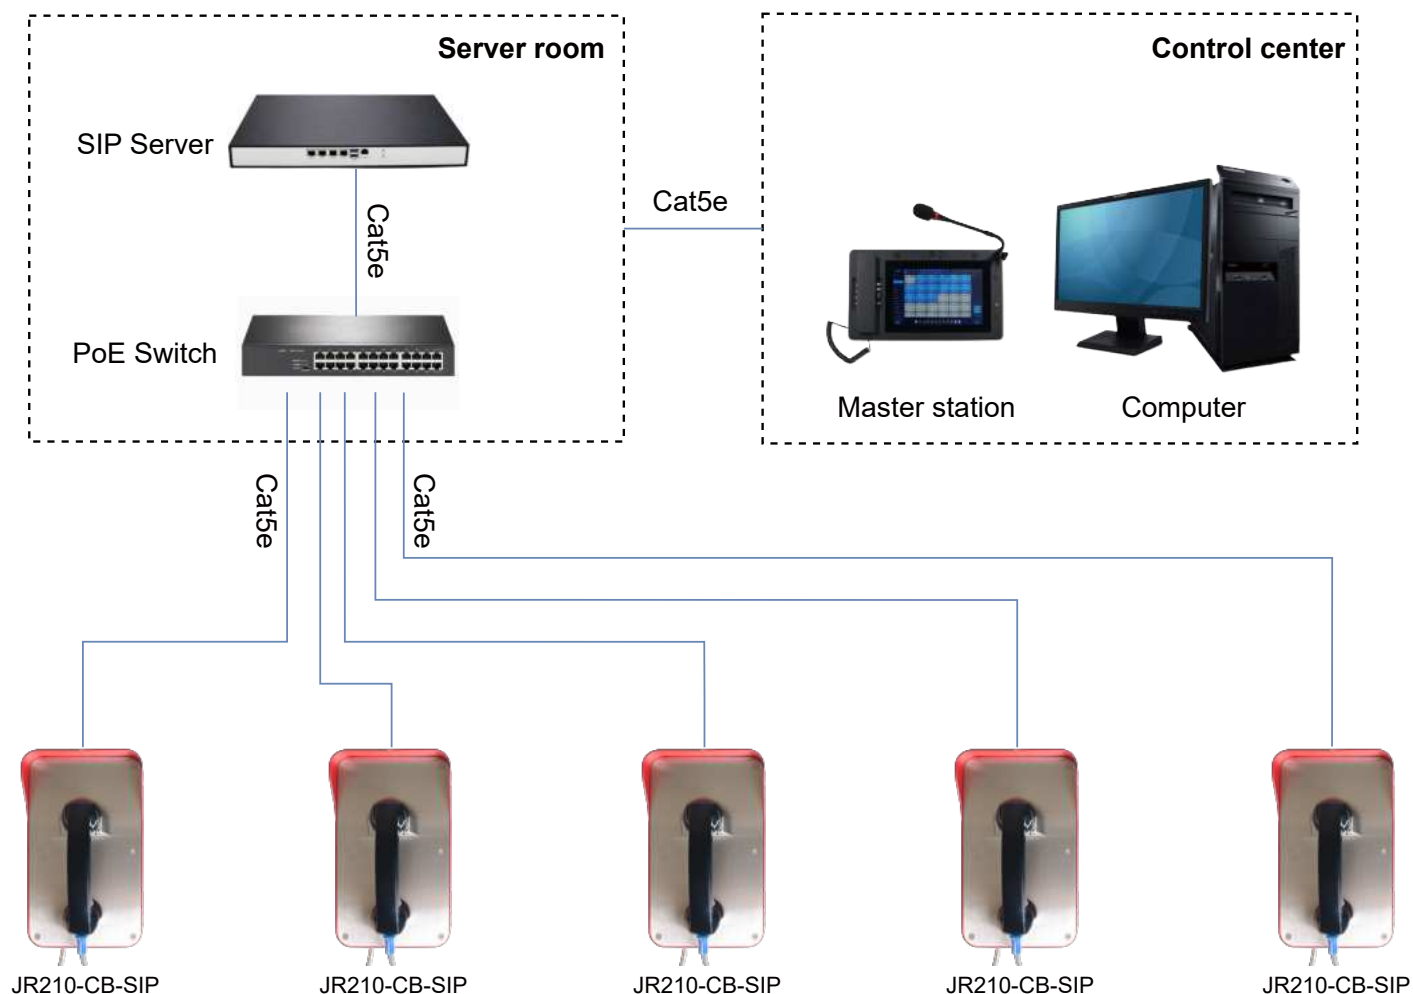 Server room
Control center
SIP Server
Cat5e
Cat5e
PoE Switch
Master station
Computer
Cat5e
Cat5e
JR210-CB-SIP
JR210-CB-SIP
JR210-CB-SIP
JR210-CB-SIP
JR210-CB-SIP